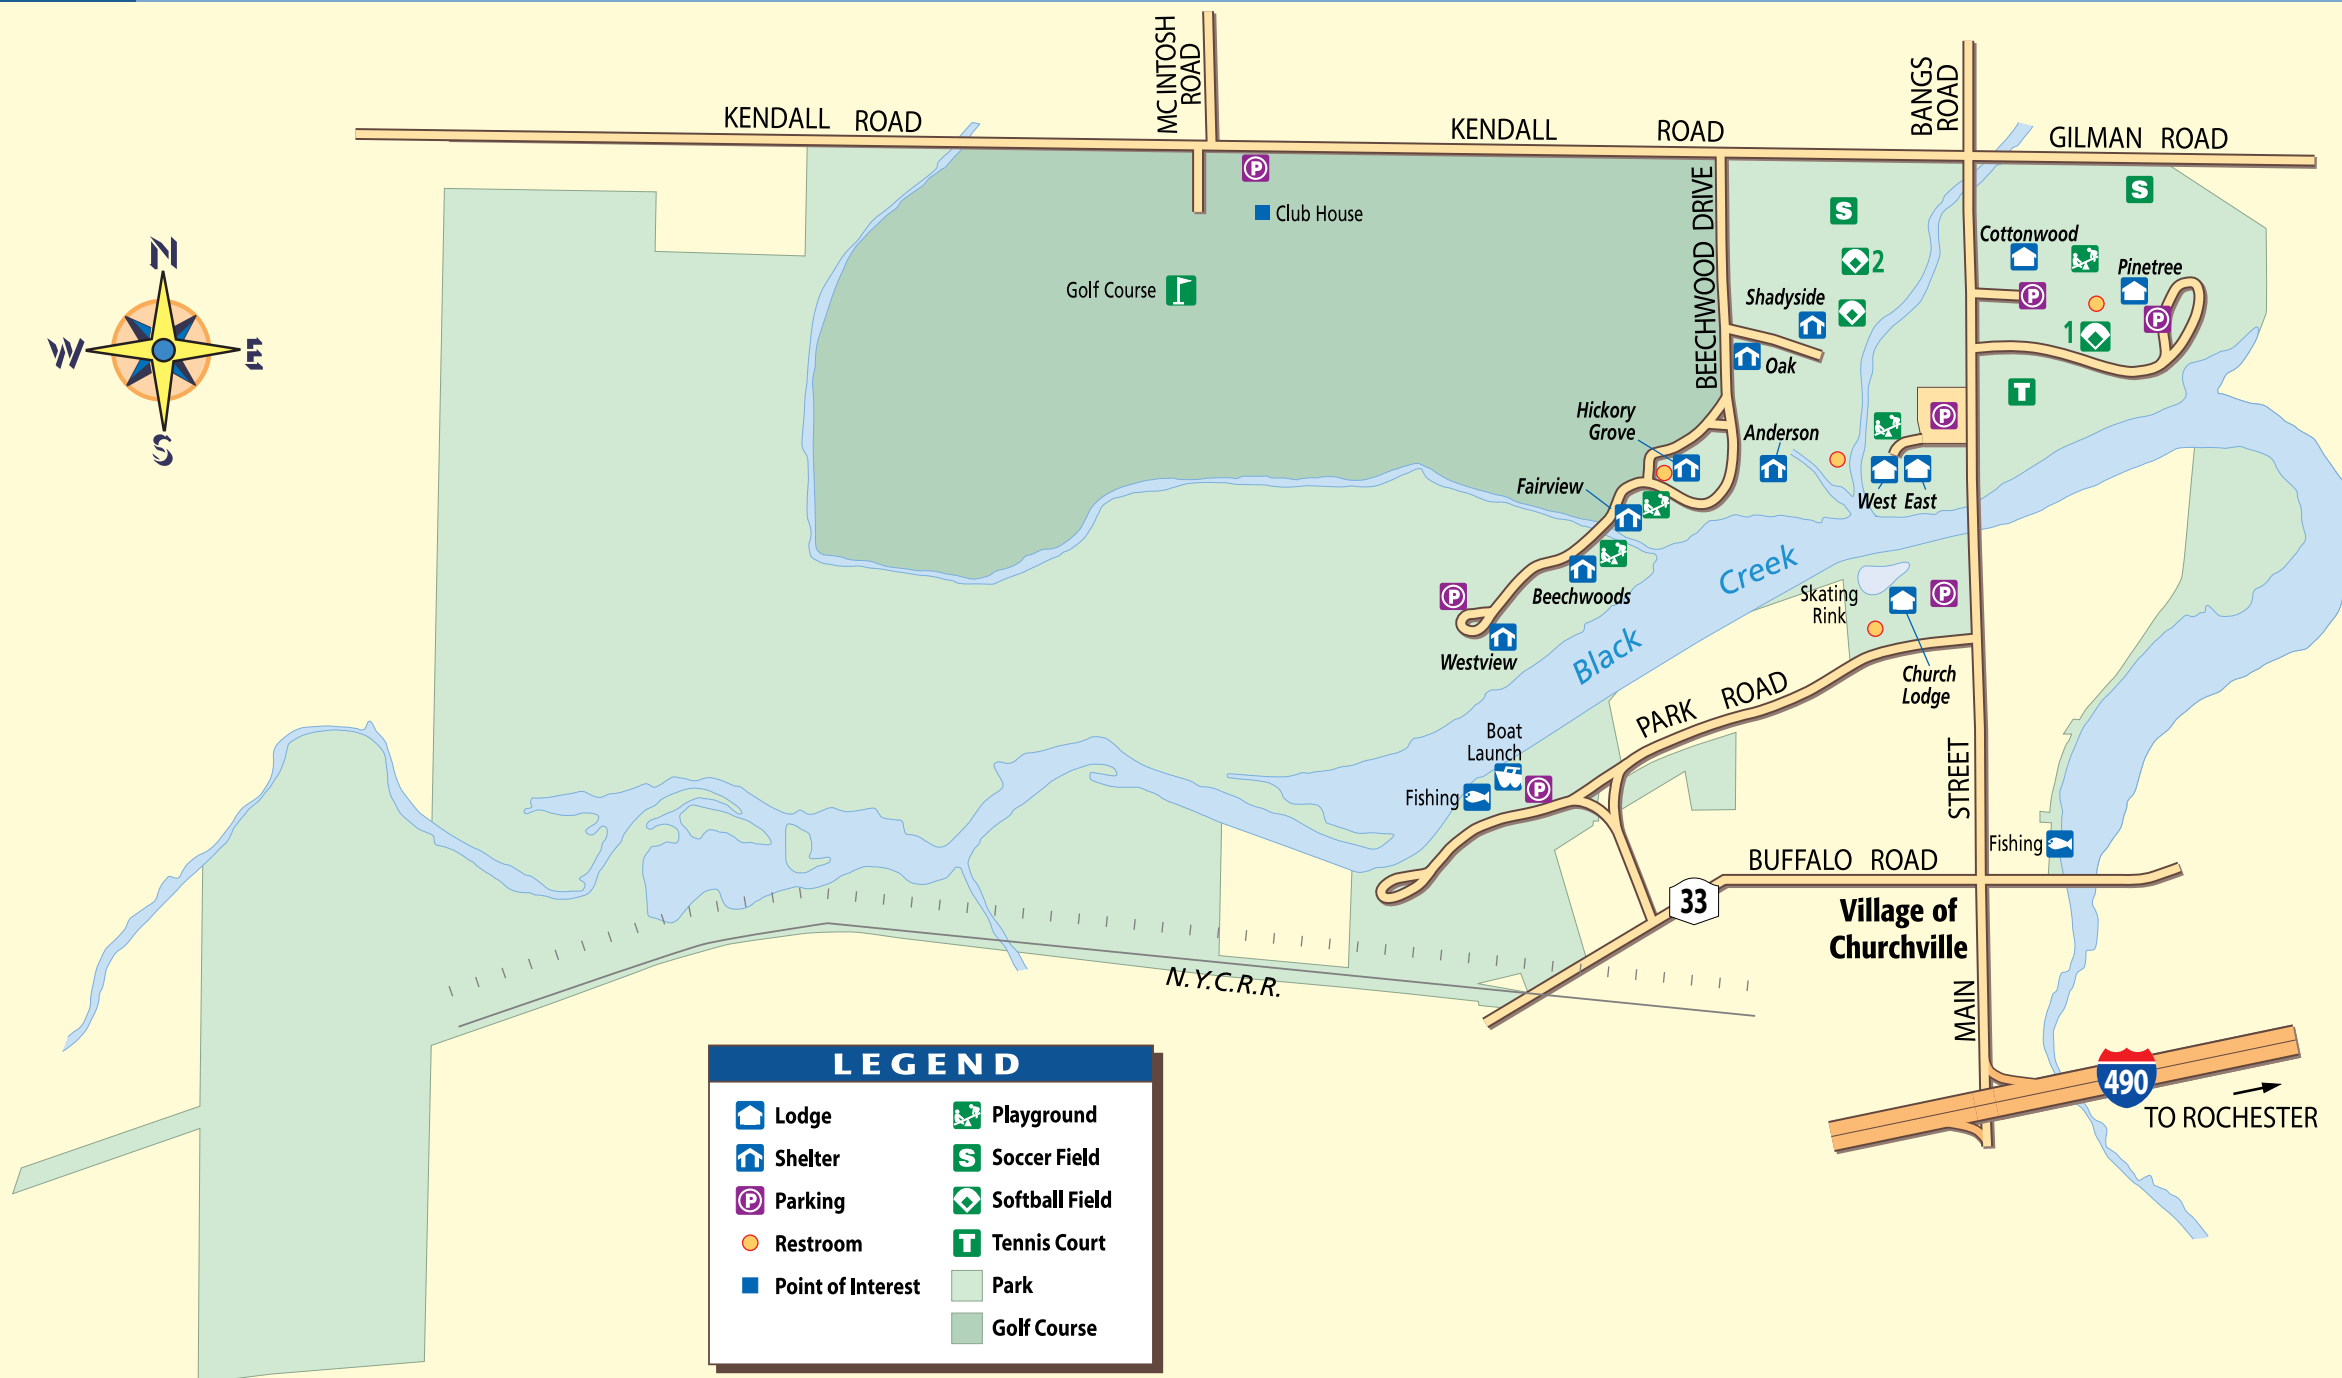 MC INTOSH
ROAD
KENDALL ROAD
KENDALL ROAD
BANGS
ROAD
GILMAN ROAD
N
W
E
S
P
Club House
Golf Course
BEECHWOOD DRIVE
S
2
Shadyside
Oak
S
Cottonwood
Pinetree
P
P
1
T
Hickory
Grove
Anderson
P
Fairview
West East
Beechwoods
P
Westview
Black Creek
Skating
Rink
P
Church
Lodge
PARK ROAD
Boat
Launch
Fishing
P
MAIN STREET
Fishing
BUFFALO ROAD
33
Village of
Churchville
N.Y.C.R.R.
490
TO ROCHESTER
LEGEND
Lodge
Shelter
P Parking
Restroom
Point of Interest
Playground
S Soccer Field
Softball Field
T Tennis Court
Park
Golf Course